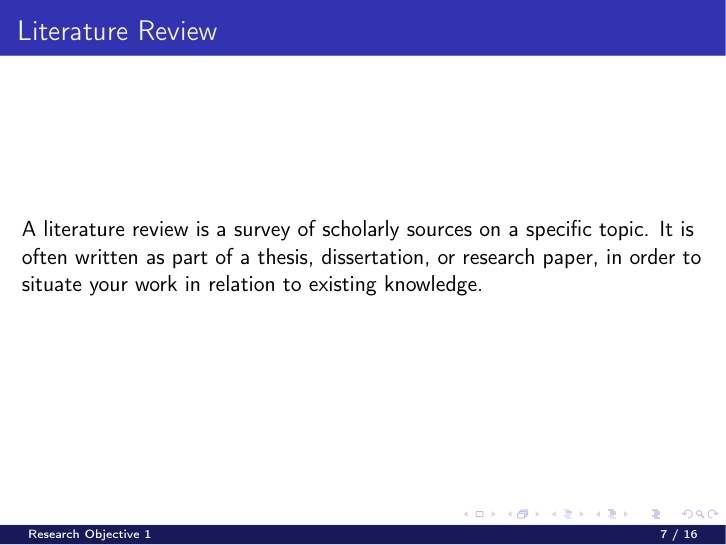 Literature Review
A literature review is a survey of scholarly sources on a specific topic. It is
often written as part of a thesis, dissertation, or research paper, in order to
situate your work in relation to existing knowledge.
Research Objective 1
7 / 16